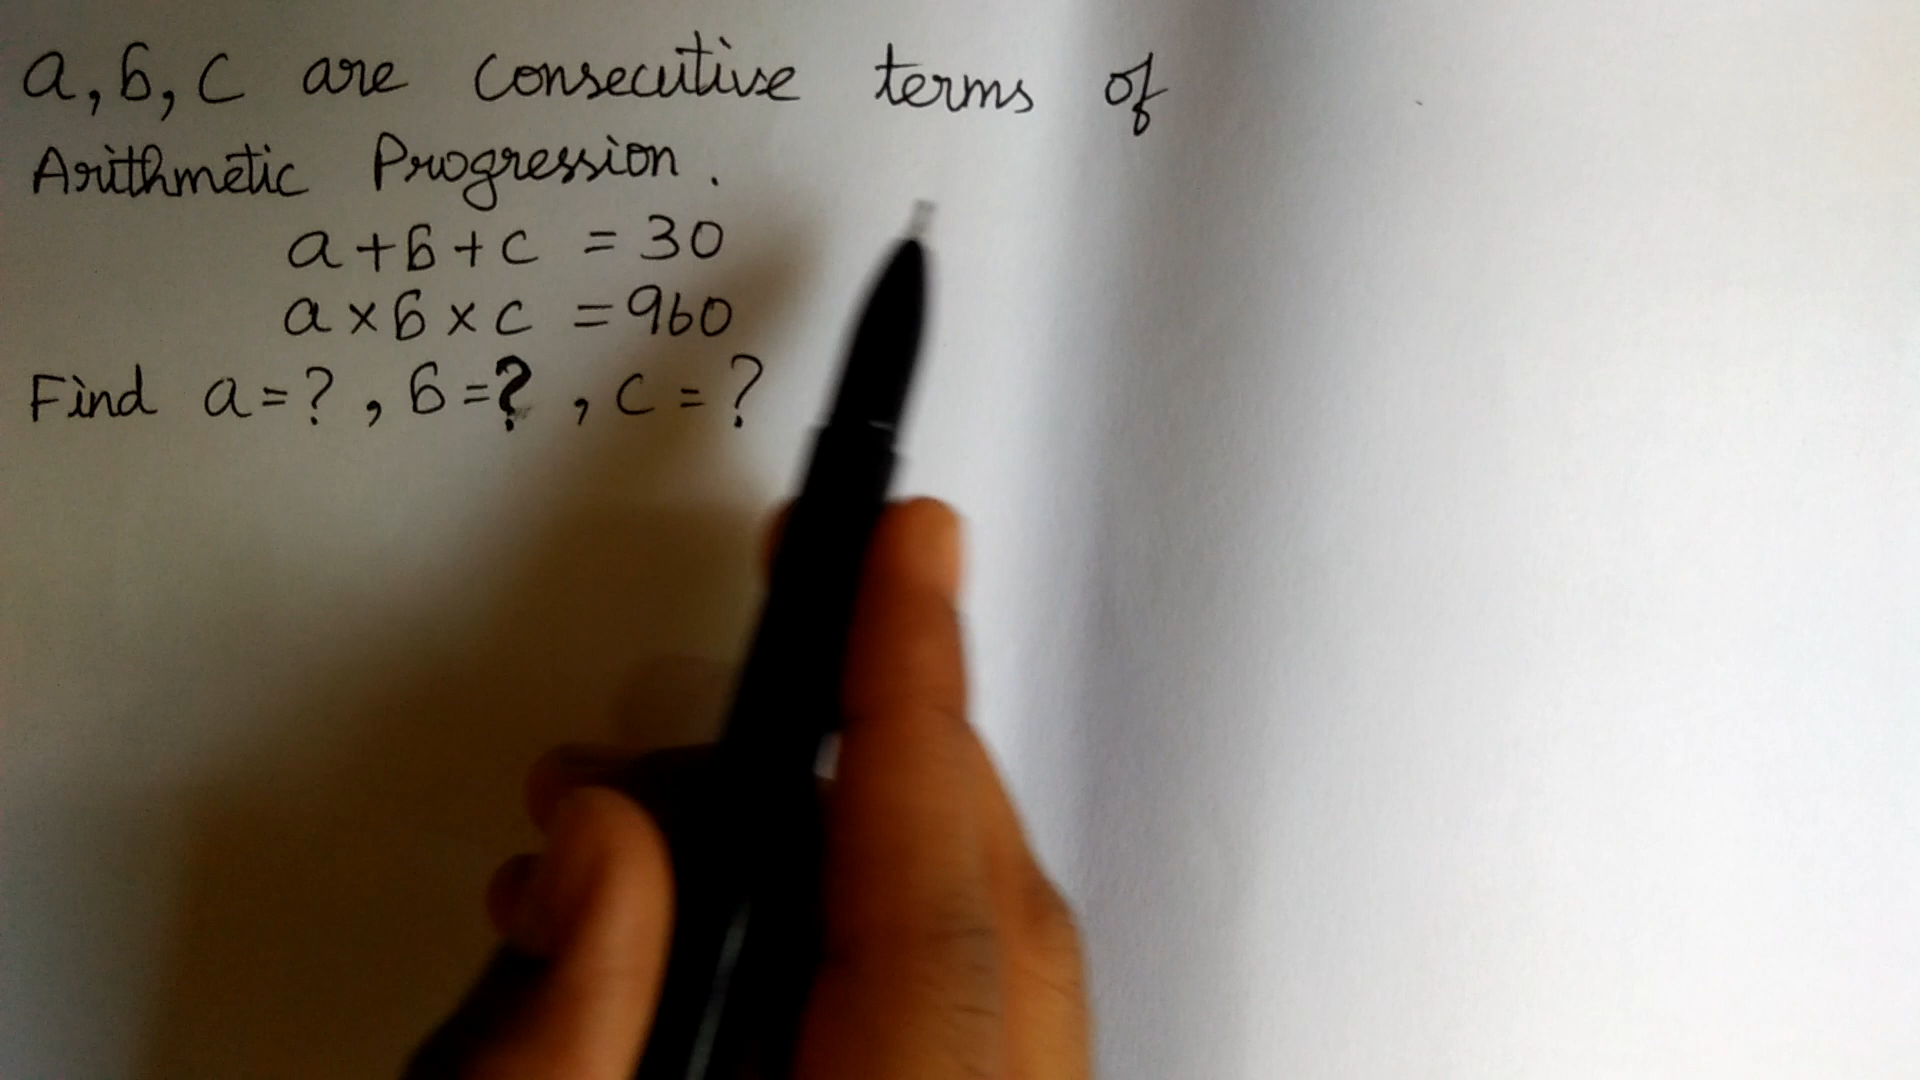 a, b, c are consecutive terms of
Arithmetic Progression.
a + b + c = 30
a × b × c = 960
Find a = ?, b = ?, c = ?